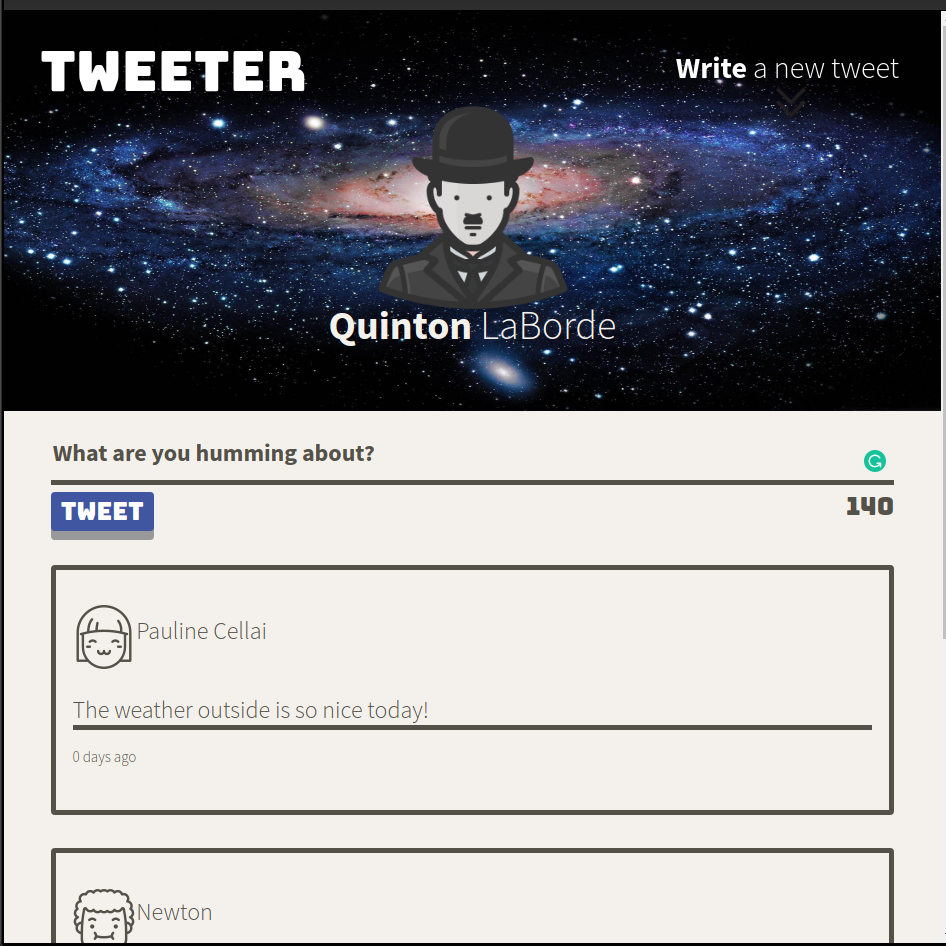 TWEETER
Write a new tweet
Quinton LaBorde
What are you humming about?
TWEET
140
Pauline Cellai
The weather outside is so nice today!
0 days ago
Newton